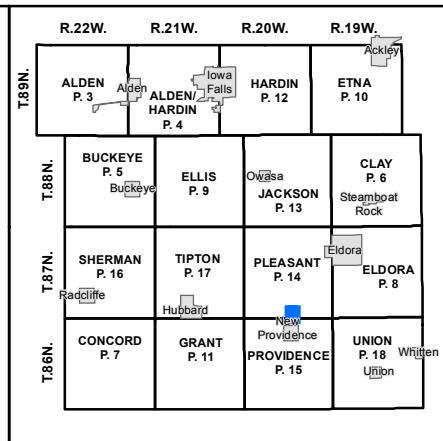 R.22W. R.21W. R.20W. R.19W.
T.89N.
T.88N.
T.87N.
T.86N.
ALDEN
P. 3
Alden
ALDEN/
HARDIN
P. 4
Iowa
Falls
HARDIN
P. 12
ETNA
P. 10
Ackley
BUCKEYE
P. 5
Buckeye
ELLIS
P. 9
Owasa
JACKSON
P. 13
CLAY
P. 6
Steamboat
Rock
SHERMAN
P. 16
Radcliffe
TIPTON
P. 17
Hubbard
PLEASANT
P. 14
Eldora
ELDORA
P. 8
CONCORD
P. 7
GRANT
P. 11
New
Providence
PROVIDENCE
P. 15
UNION
P. 18
Whitten
Union